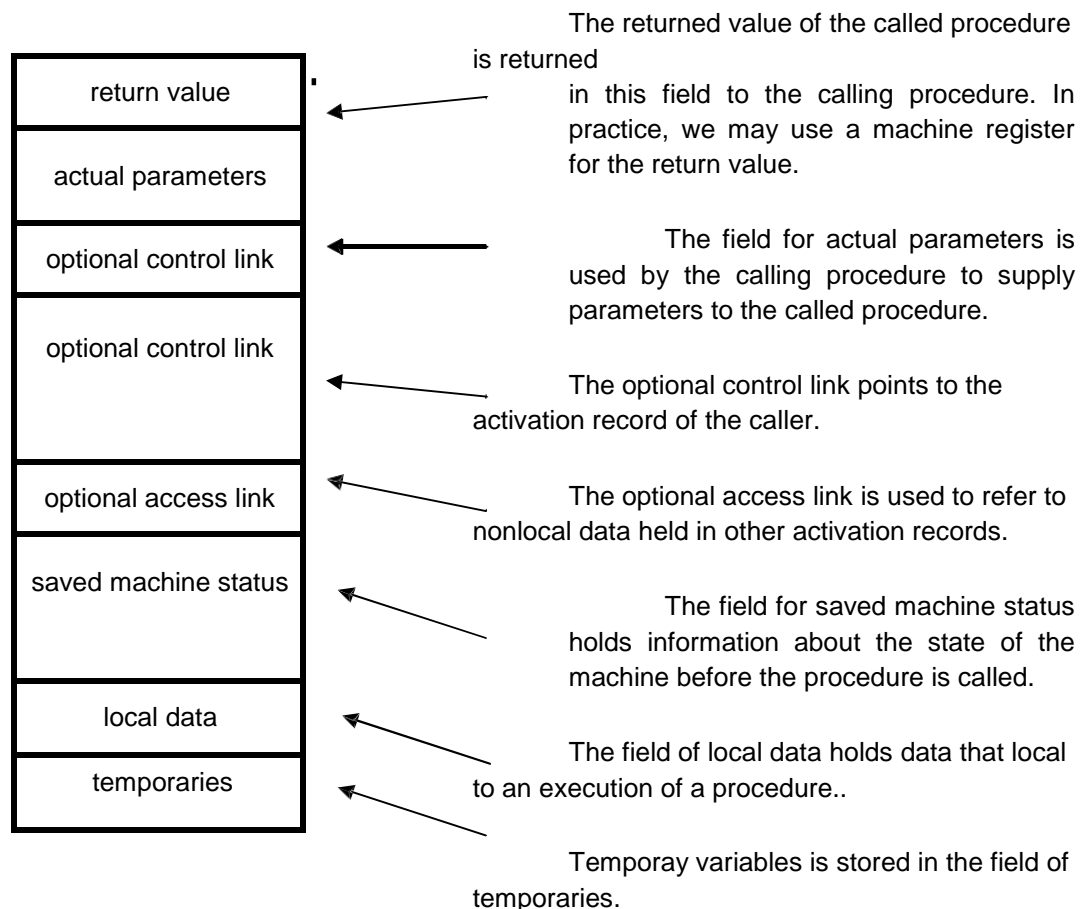 return value
actual parameters
optional control link
optional control link
optional access link
saved machine status
local data
temporaries
The returned value of the called procedure
is returned
in this field to the calling procedure. In
practice, we may use a machine register
for the return value.
The field for actual parameters is
used by the calling procedure to supply
parameters to the called procedure.
The optional control link points to the
activation record of the caller.
The optional access link is used to refer to
nonlocal data held in other activation records.
The field for saved machine status
holds information about the state of the
machine before the procedure is called.
The field of local data holds data that local
to an execution of a procedure..
Temporay variables is stored in the field of
temporaries.